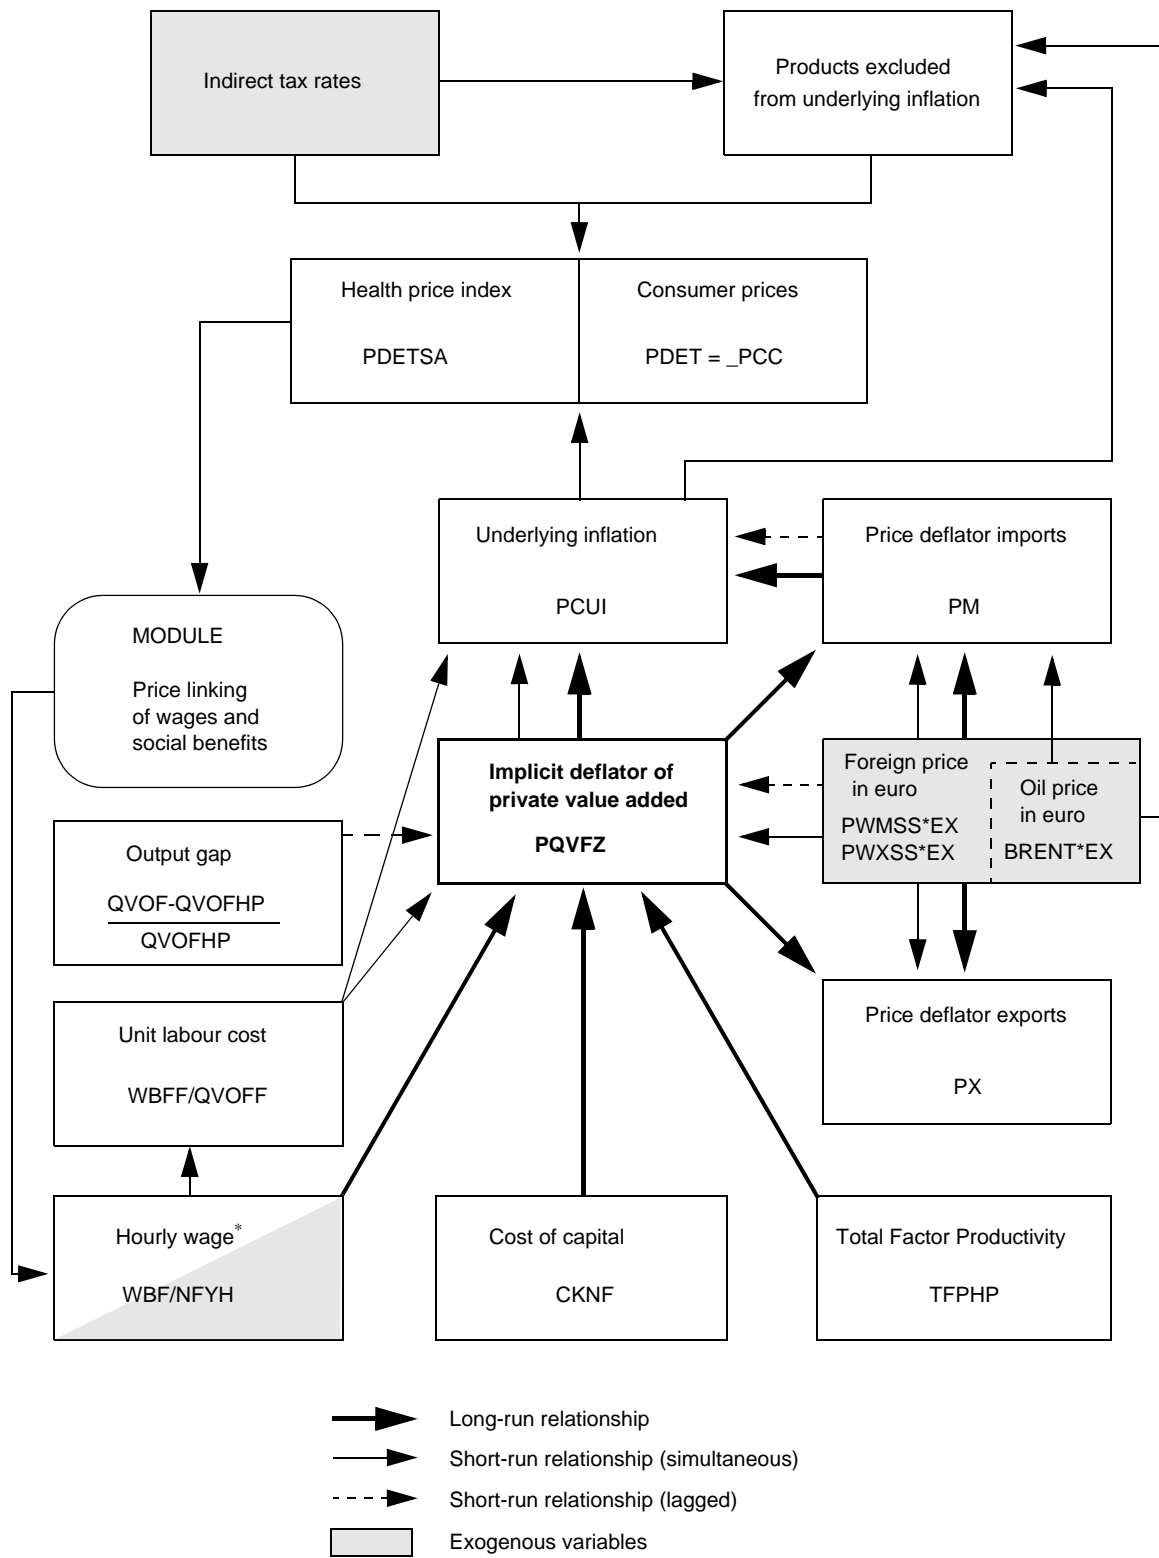 Indirect tax rates
Products excluded
from underlying inflation
Health price index
PDETSA
Consumer prices
PDET = _PCC
Underlying inflation
PCUI
Price deflator imports
PM
MODULE
Price linking
of wages and
social benefits
Implicit deflator of
private value added
PQVFZ
Foreign price
in euro
PWMSS*EX
PWXSS*EX
Oil price
in euro
BRENT*EX
Output gap
QVOF-QVOFHP
QVOFHP
Unit labour cost
WBFF/QVOFF
Price deflator exports
PX
Hourly wage*
WBF/NFYH
Cost of capital
CKNF
Total Factor Productivity
TFPHP
Long-run relationship
Short-run relationship (simultaneous)
Short-run relationship (lagged)
Exogenous variables